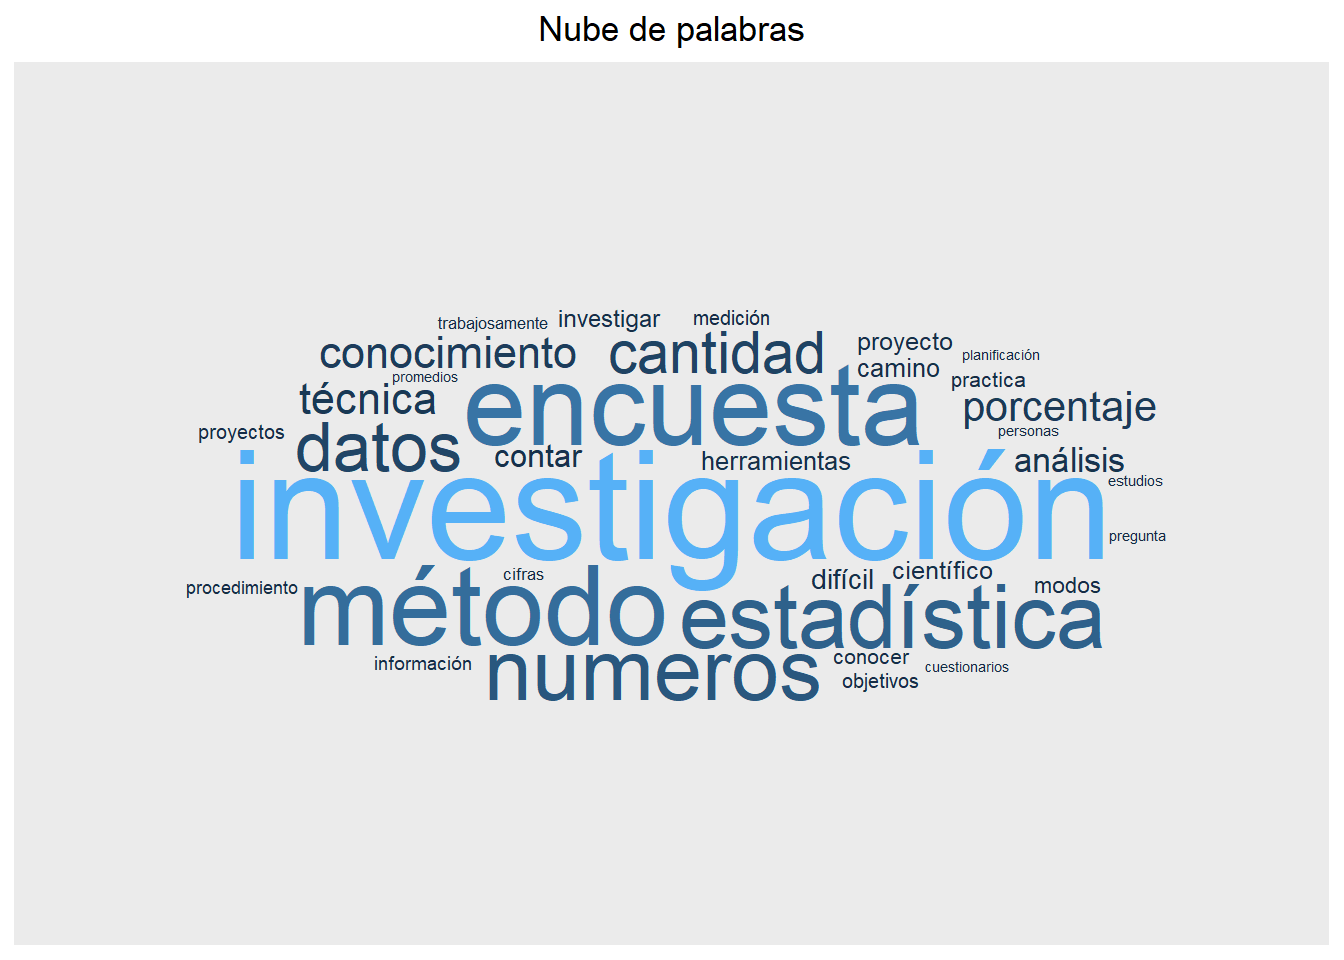 Nube de palabras
trabajosamente investigar medición
conocimiento cantidad proyecto
planificación
promedios camino
técnica encuesta practica
porcentaje
proyectos personas
datos contar herramientas análisis
estudios
investigación
pregunta
cifras difícil científico
procedimiento método modos
estadística
información numeros conocer
cuestionarios
objetivos